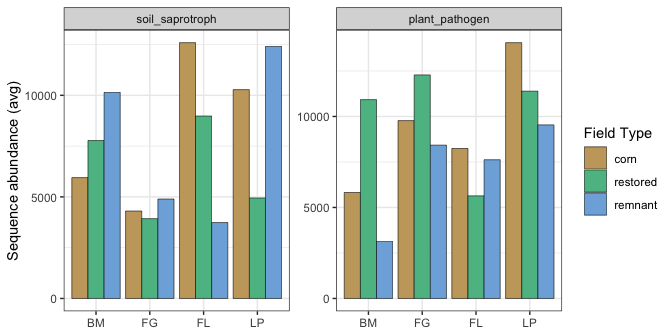 soil_saprotroph
plant_pathogen
Sequence abundance (avg)
10000
5000
0
10000
5000
0
BM FG FL LP
BM FG FL LP
Field Type
corn
restored
remnant